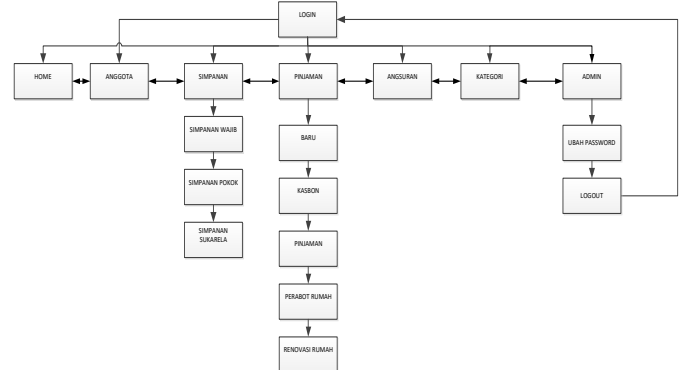 LOGIN
HOME
ANGGOTA
SIMPANAN
PINJAMAN
ANGSURAN
KATEGORI
ADMIN
SIMPANAN WAJIB
BARU
UBAH PASSWORD
SIMPANAN POKOK
KASBON
LOGOUT
SIMPANAN
SUKARELA
PINJAMAN
PERABOT RUMAH
RENOVASI RUMAH